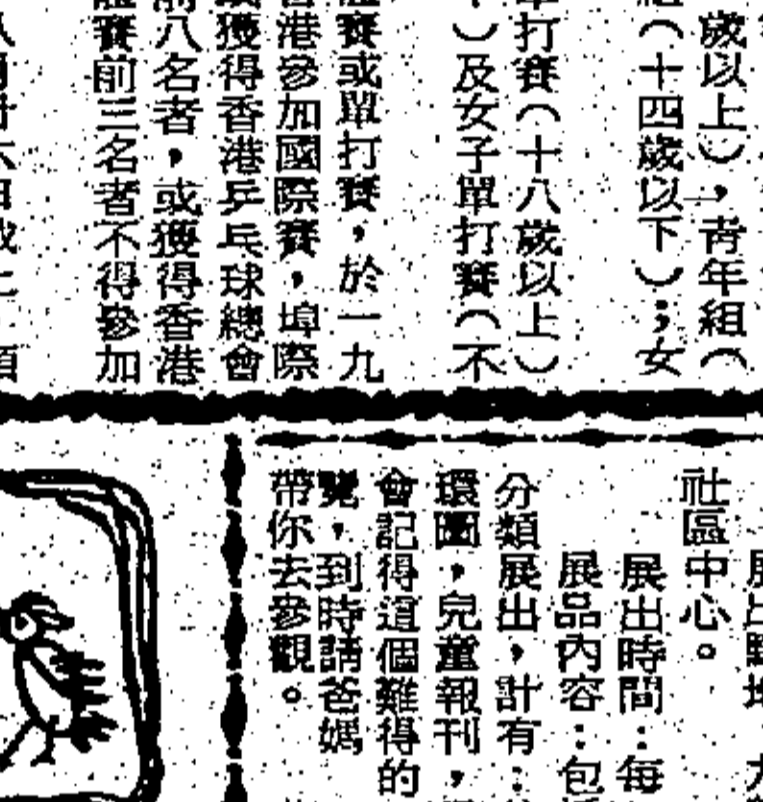 歲以上），青年組（
組（十四歲以下）；女
單打賽（十八歲以上）
）及女子單打賽（不
體賽或單打賽，於一九
香港參加國際賽，埠際
獲得香港乒乓球總會
前八名者，或獲得香港
體賽前三名者不得參加
社區中心。
展出時間：每
展品內容：包
分類展出，計有：
環圖，兒童報刊，
會記得這個難得的
覽，到時請爸媽
帶你去參觀。